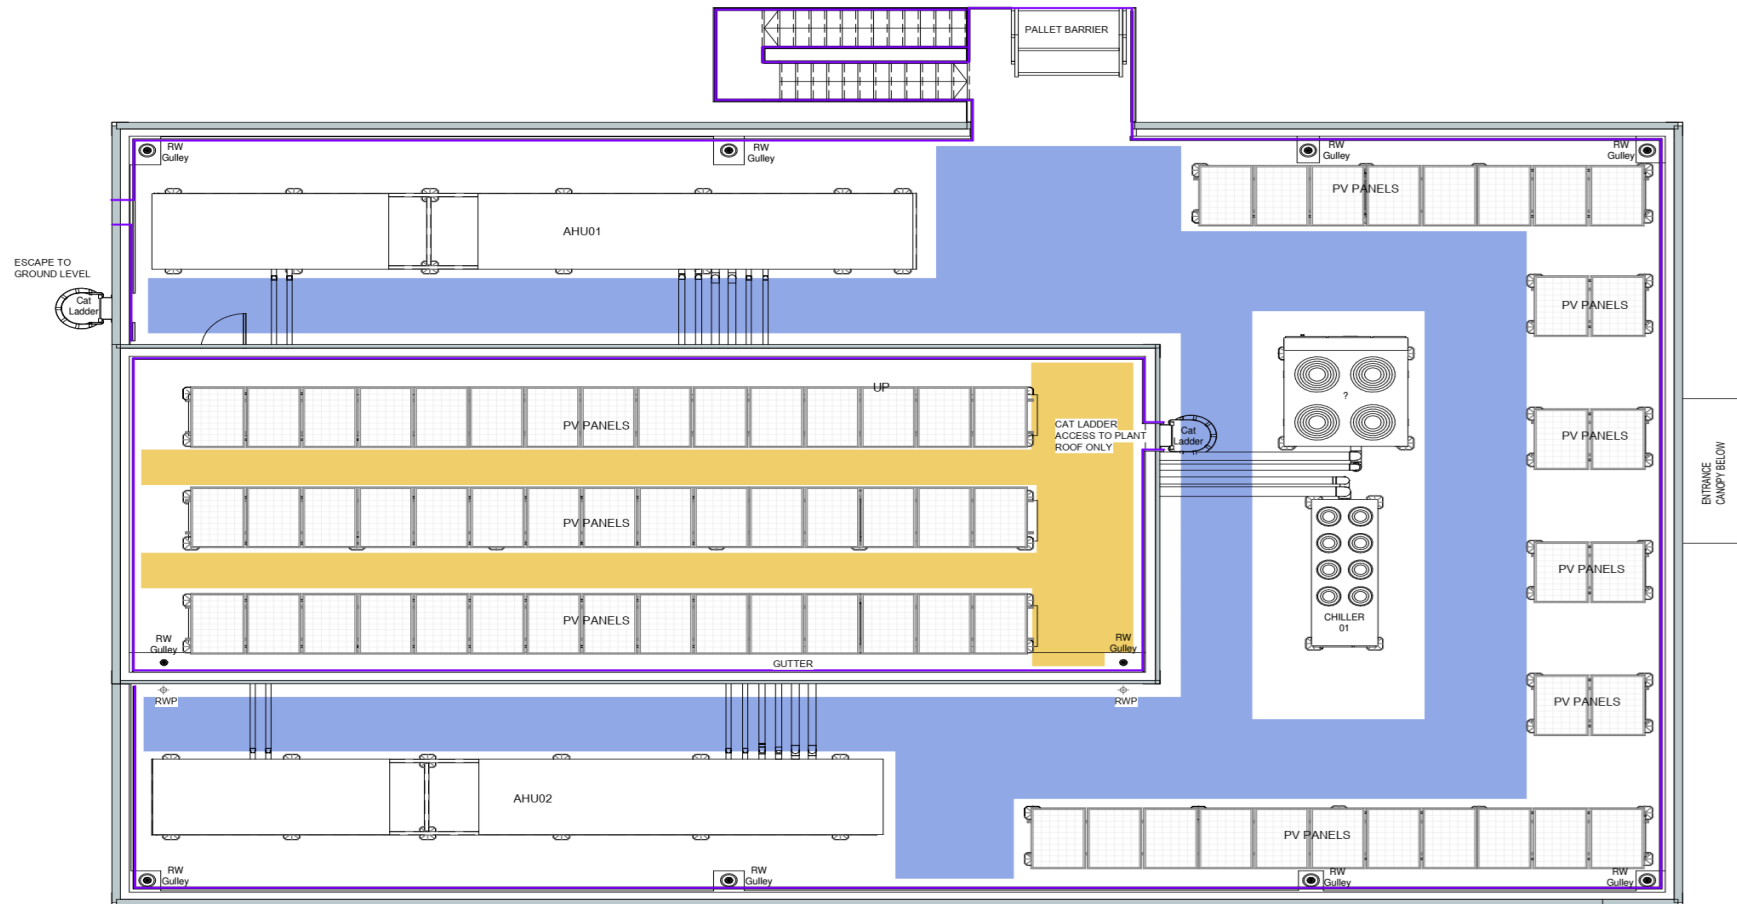 PALLET BARRIER
RW
Gulley
RW
Gulley
RW
Gulley
RW
Gulley
PV PANELS
AHU01
ESCAPE TO
GROUND LEVEL
Cat
Ladder
PV PANELS
UP
?
PV PANELS
CAT LADDER
ACCESS TO PLANT
ROOF ONLY
Cat
Ladder
PV PANELS
ENTRANCE
CANOPY BELOW
PV PANELS
PV PANELS
PV PANELS
CHILLER
01
RW
Gulley
RW
Gulley
GUTTER
RWP
RWP
PV PANELS
AHU02
PV PANELS
RW
Gulley
RW
Gulley
RW
Gulley
RW
Gulley